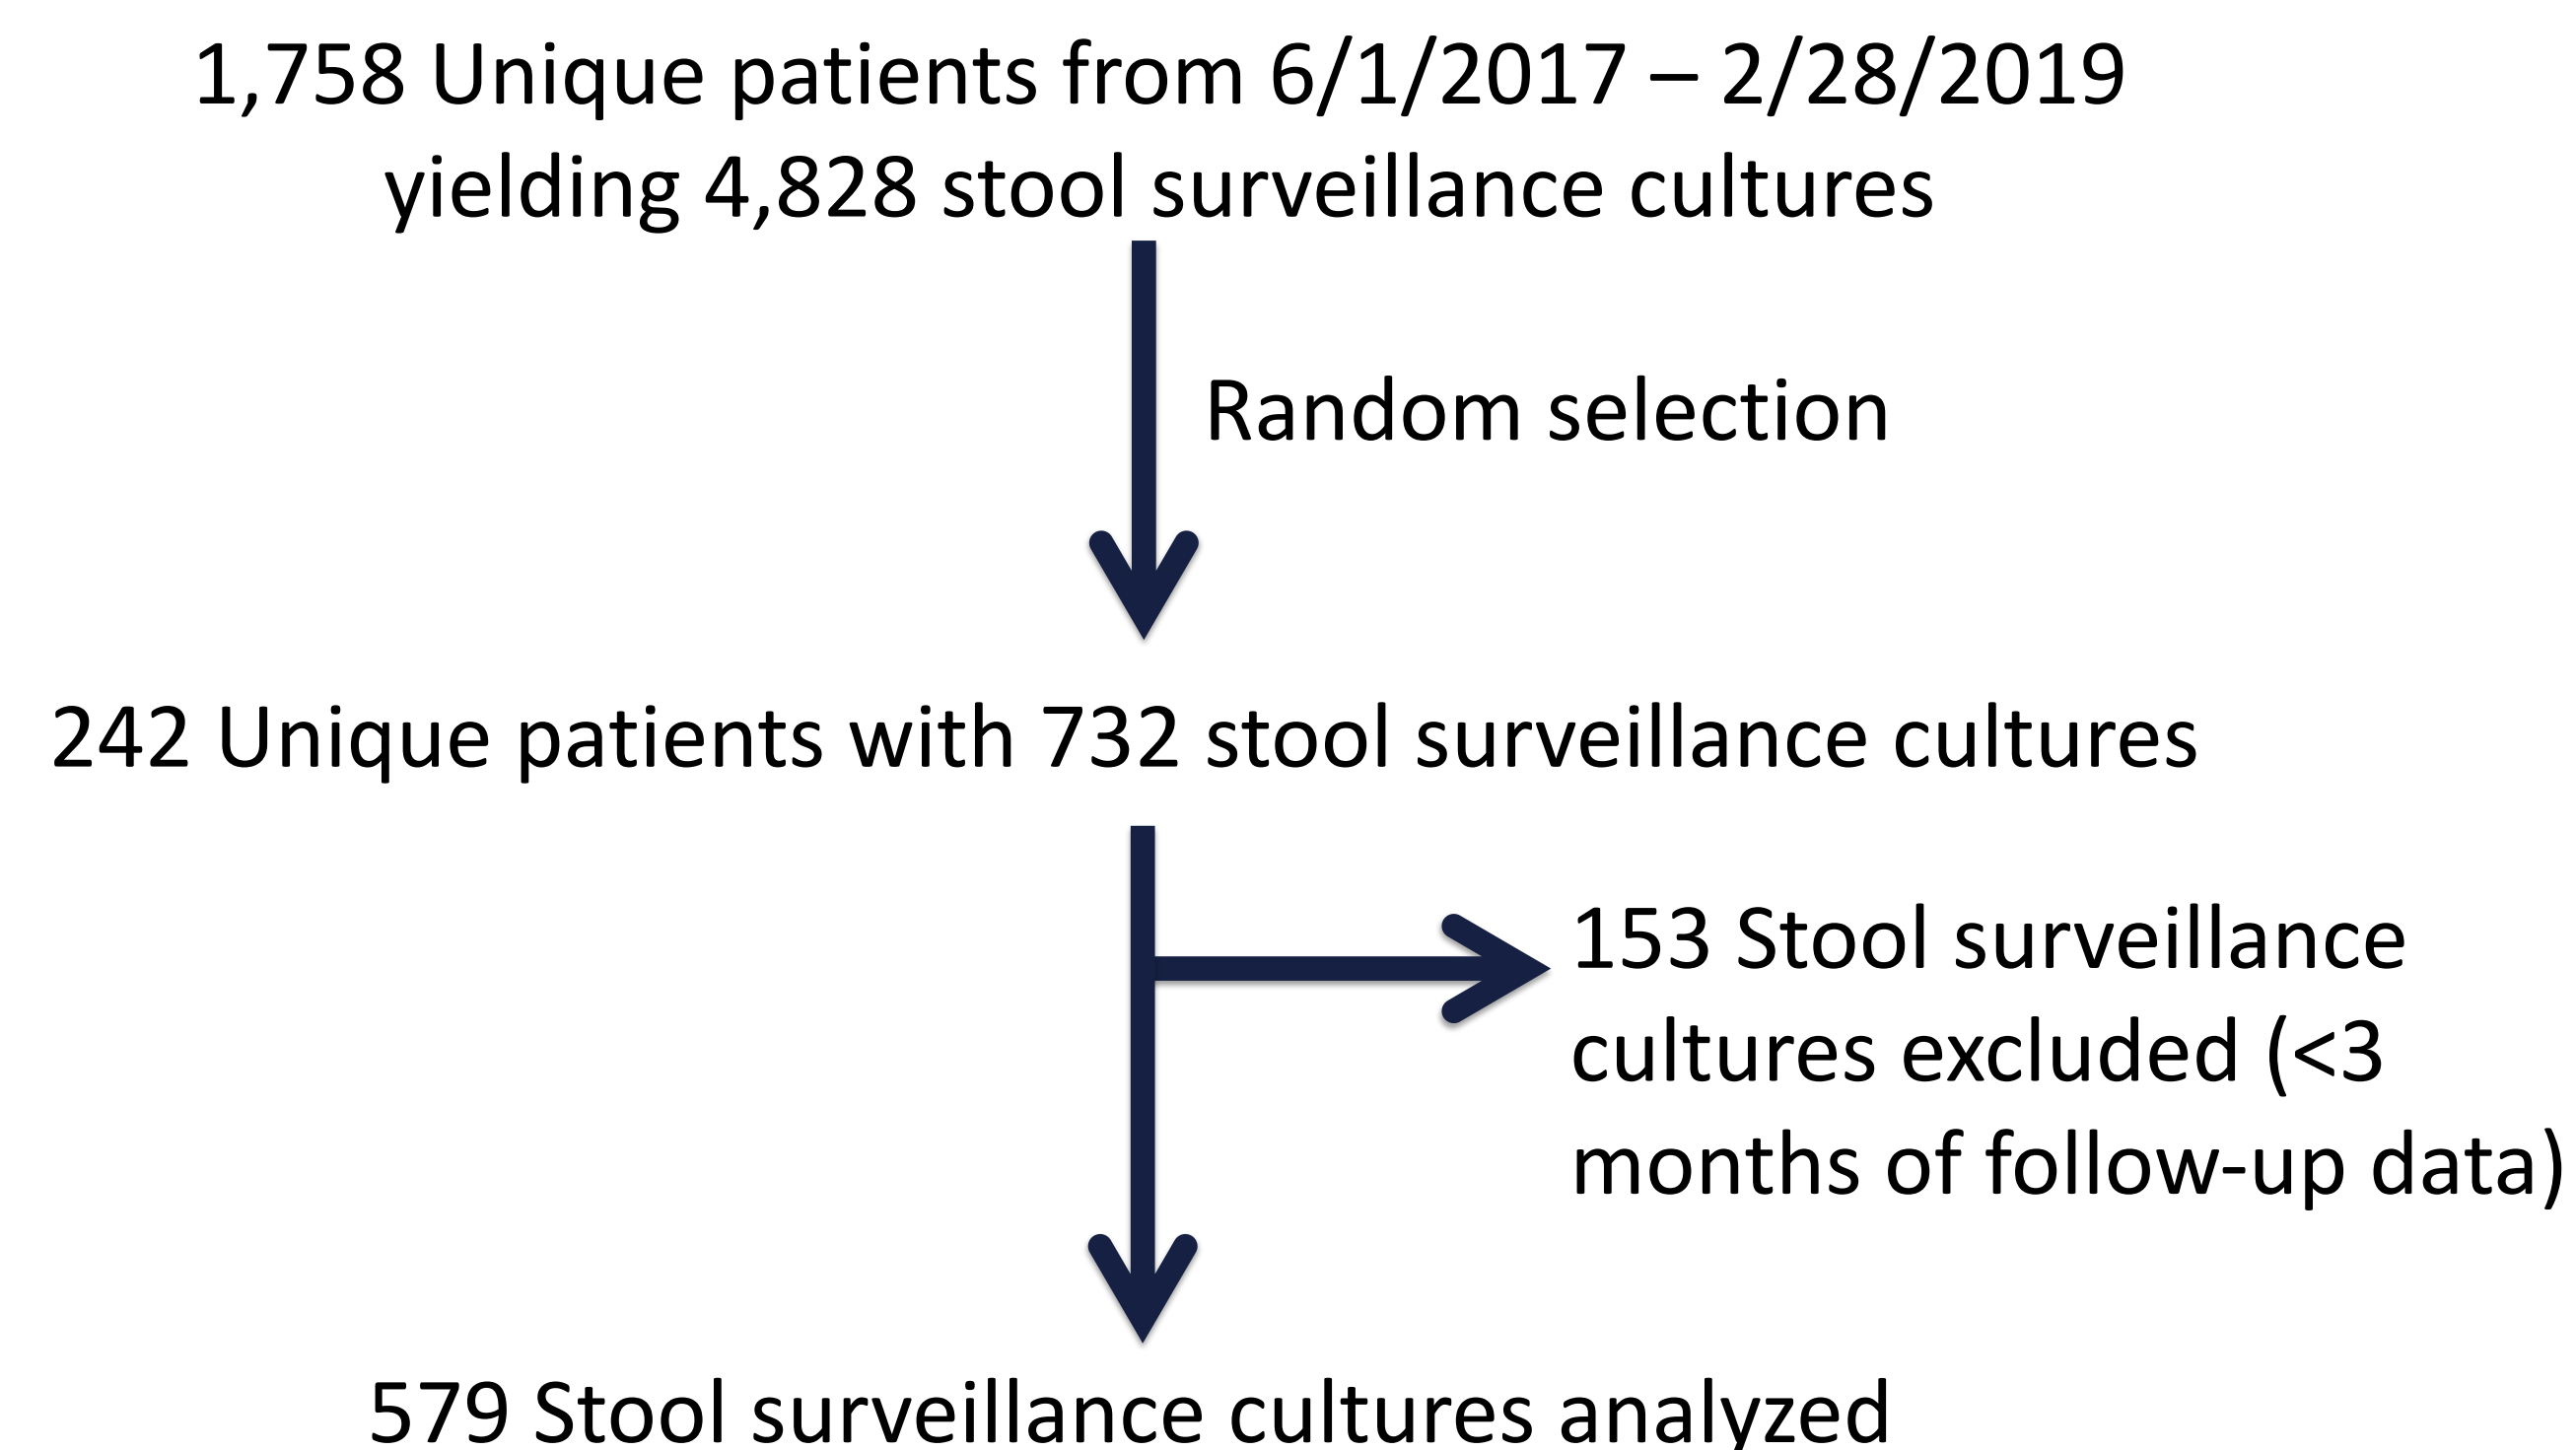 1,758 Unique patients from 6/1/2017 – 2/28/2019
yielding 4,828 stool surveillance cultures
Random selection
242 Unique patients with 732 stool surveillance cultures
153 Stool surveillance
cultures excluded (<3
months of follow-up data)
579 Stool surveillance cultures analyzed